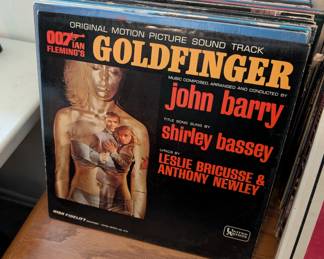 ORIGINAL MOTION PICTURE SOUND TRACK
007
IAN
FLEMING'S
GOLDFINGER
MUSIC COMPOSED, ARRANGED AND CONDUCTED BY
john barry
TITLE SONG SUNG BY
shirley bassey
LYRICS BY
LESLIE BRICUSSE &
ANTHONY NEWLEY
HIGH FIDELITY
UNITED
ARTISTS